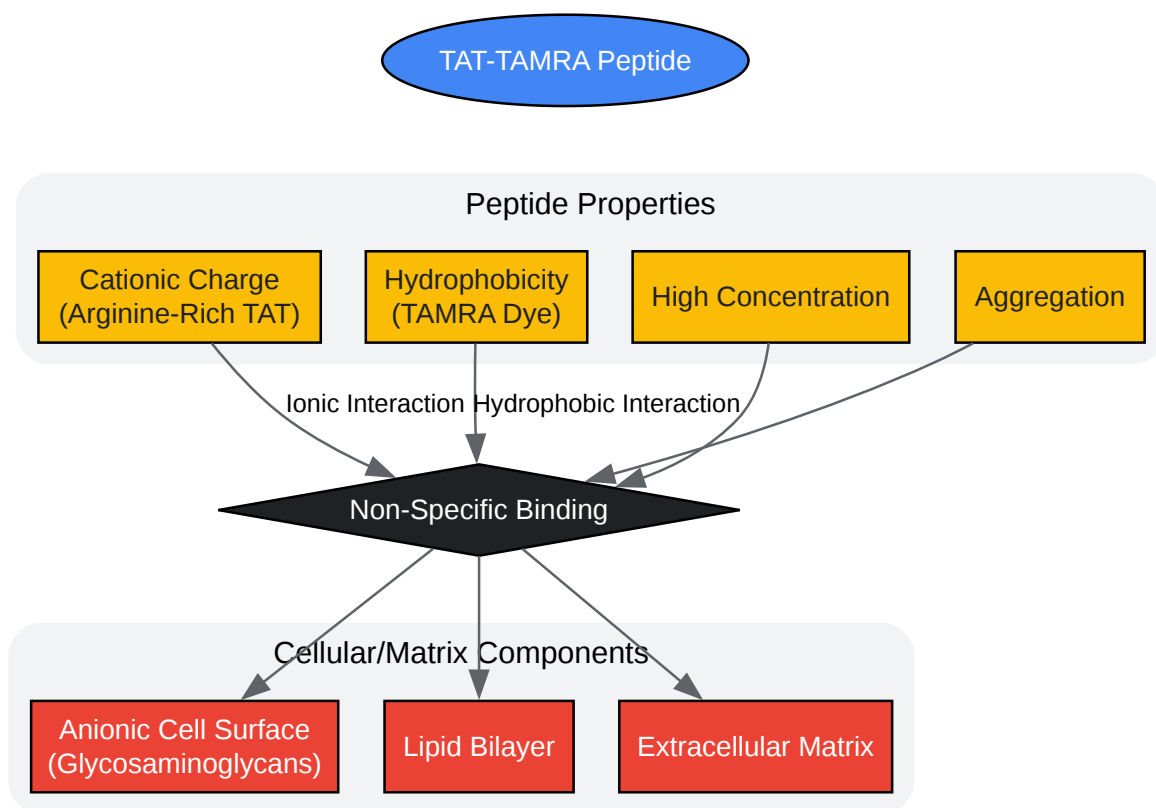 TAT-TAMRA Peptide
Peptide Properties
Cationic Charge
(Arginine-Rich TAT)
Hydrophobicity
(TAMRA Dye)
High Concentration
Aggregation
Ionic Interaction
Hydrophobic Interaction
Non-Specific Binding
Cellular/Matrix Components
Anionic Cell Surface
(Glycosaminoglycans)
Lipid Bilayer
Extracellular Matrix